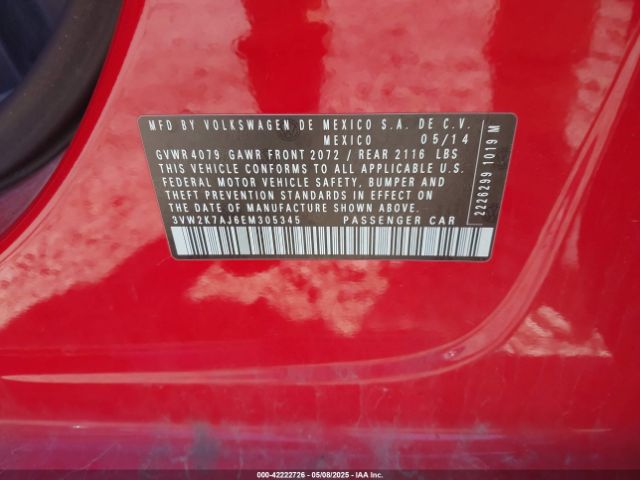 MFD BY VOLKSWAGEN DE MEXICO S.A. DE C.V.
MEXICO 05/14
GVWR 4079 GAWR FRONT 2072 / REAR 2116 LBS
THIS VEHICLE CONFORMS TO ALL APPLICABLE U.S.
FEDERAL MOTOR VEHICLE SAFETY, BUMPER AND
THEFT PREVENTION STANDARDS IN EFFECT ON
THE DATE OF MANUFACTURE SHOWN ABOVE
3VW2K7AJ6EM305345 PASSENGER CAR
2226299 1019 M
000-42222726 - 05/08/2025 - IAA Inc.